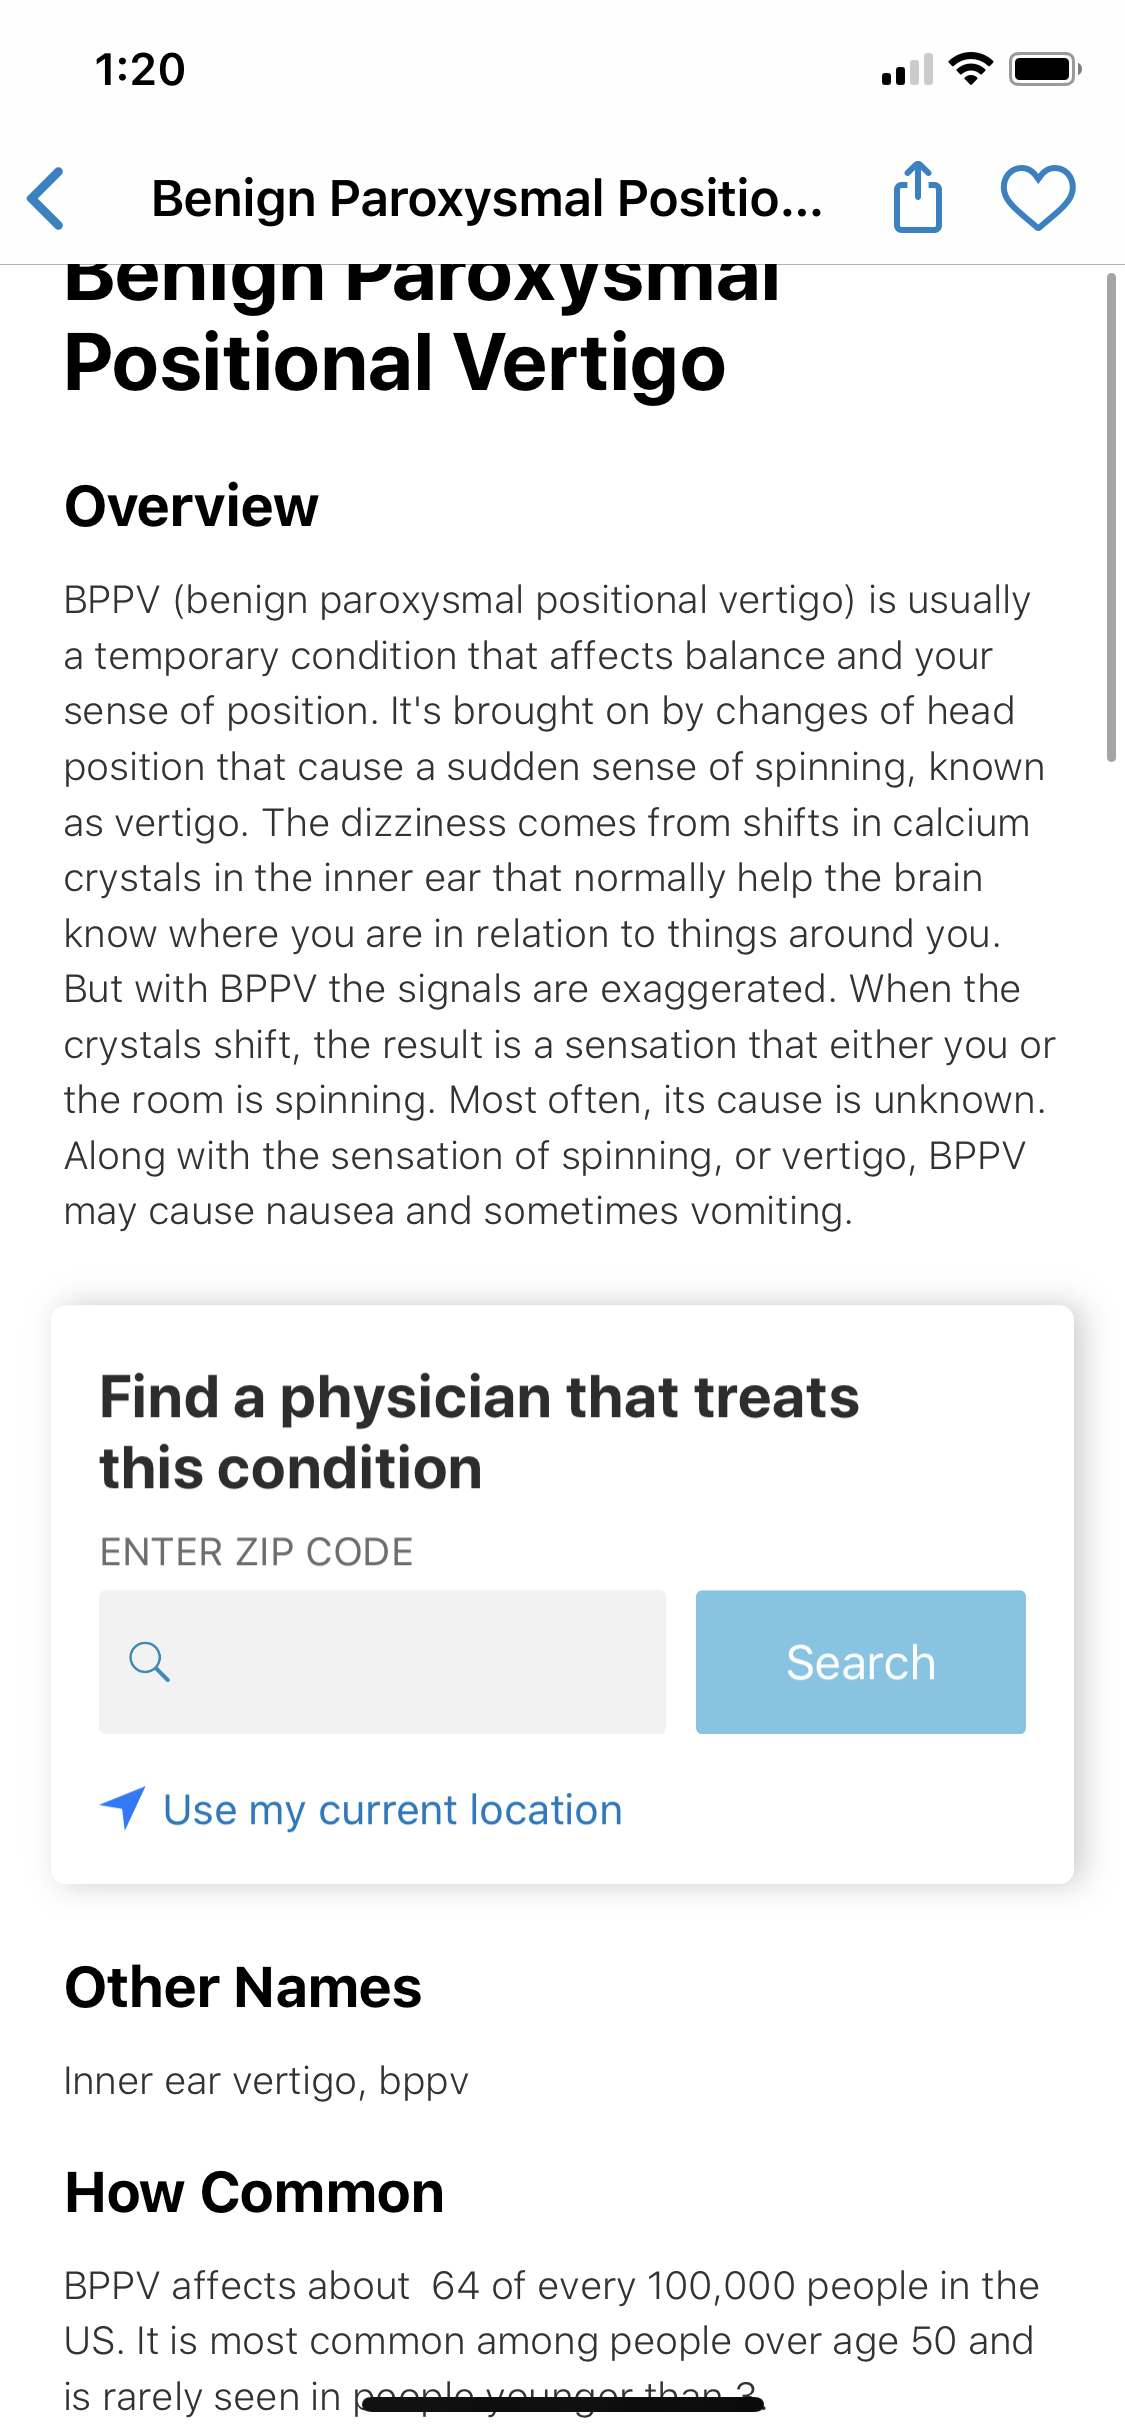 1:20
Benign Paroxysmal Positio...
Benign Paroxysmal
Positional Vertigo
Overview
BPPV (benign paroxysmal positional vertigo) is usually
a temporary condition that affects balance and your
sense of position. It's brought on by changes of head
position that cause a sudden sense of spinning, known
as vertigo. The dizziness comes from shifts in calcium
crystals in the inner ear that normally help the brain
know where you are in relation to things around you.
But with BPPV the signals are exaggerated. When the
crystals shift, the result is a sensation that either you or
the room is spinning. Most often, its cause is unknown.
Along with the sensation of spinning, or vertigo, BPPV
may cause nausea and sometimes vomiting.
Find a physician that treats
this condition
ENTER ZIP CODE
Search
Use my current location
Other Names
Inner ear vertigo, bppv
How Common
BPPV affects about  64 of every 100,000 people in the
US. It is most common among people over age 50 and
is rarely seen in people younger than